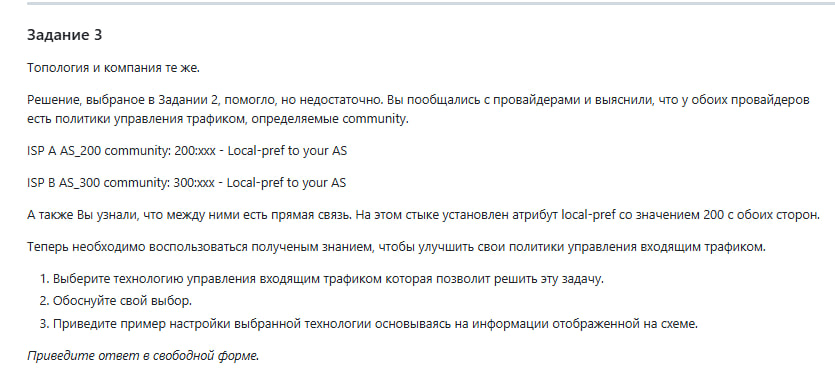 Задание 3
Топология и компания те же.
Решение, выбраное в Задании 2, помогло, но недостаточно. Вы пообщались с провайдерами и выяснили, что у обоих провайдеров
есть политики управления трафиком, определяемые community.
ISP A AS_200 community: 200:xxx - Local-pref to your AS
ISP B AS_300 community: 300:xxx - Local-pref to your AS
А также Вы узнали, что между ними есть прямая связь. На этом стыке установлен атрибут local-pref со значением 200 с обоих сторон.
Теперь необходимо воспользоваться полученым знанием, чтобы улучшить свои политики управления входящим трафиком.
1. Выберите технологию управления входящим трафиком которая позволит решить эту задачу.
2. Обоснуйте свой выбор.
3. Приведите пример настройки выбранной технологии основываясь на информации отображенной на схеме.
Приведите ответ в свободной форме.